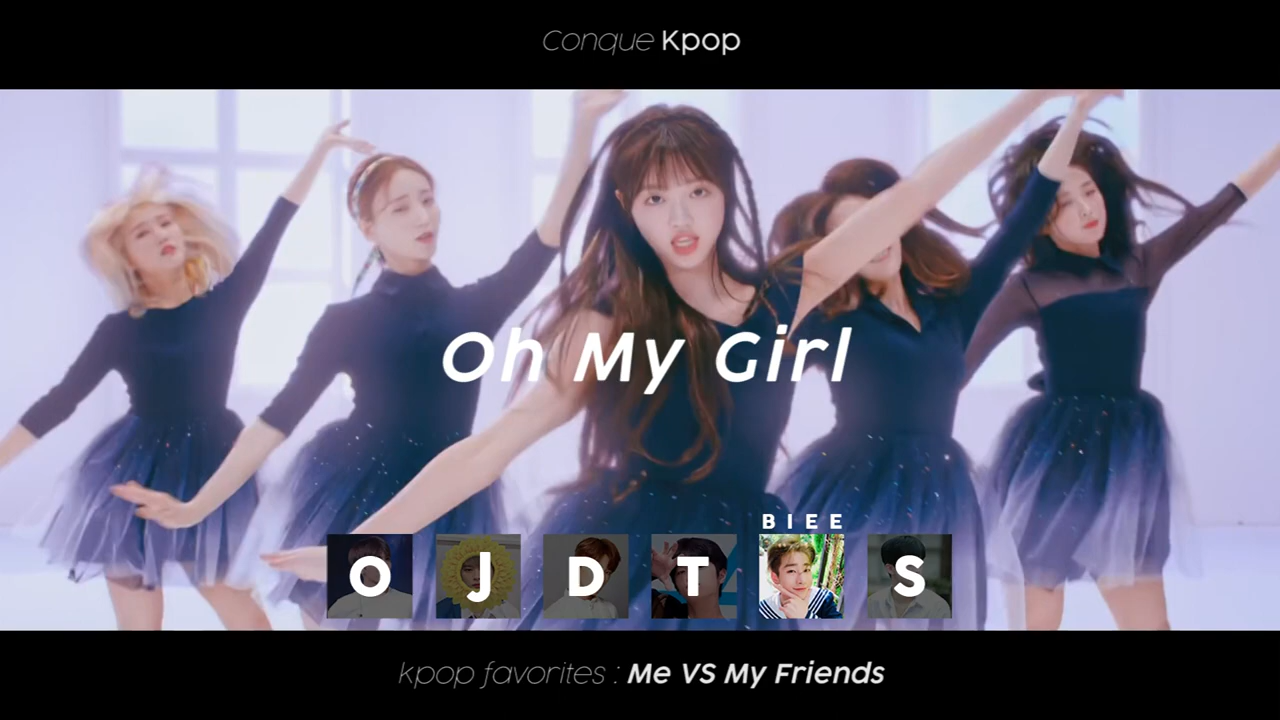 Conque Kpop
Oh My Girl
BIEE
O J D T S
kpop favorites : Me VS My Friends